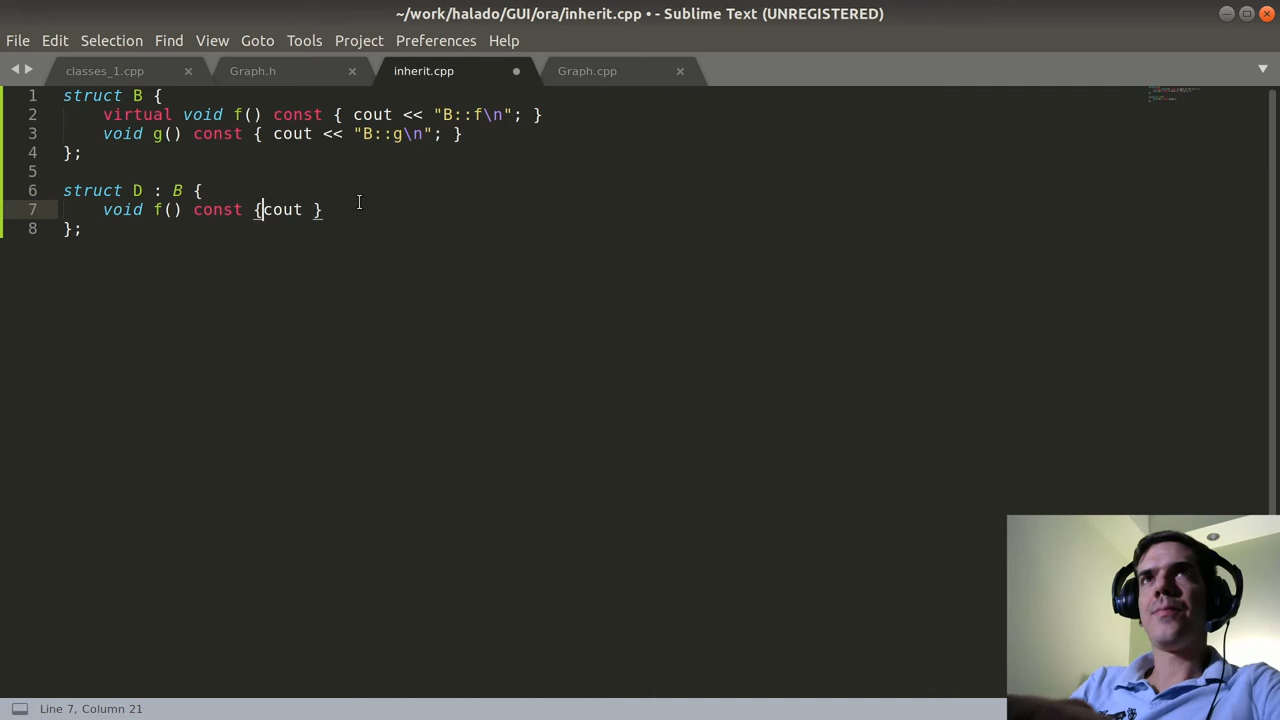 ~/work/halado/GUI/ora/inherit.cpp • - Sublime Text (UNREGISTERED)
File Edit Selection Find View Goto Tools Project Preferences Help
classes_1.cpp Graph.h inherit.cpp Graph.cpp
1 struct B {
2 virtual void f() const { cout << "B::f\n"; }
3 void g() const { cout << "B::g\n"; }
4 };
5
6 struct D : B {
7 void f() const {cout }
8 };
Line 7, Column 21